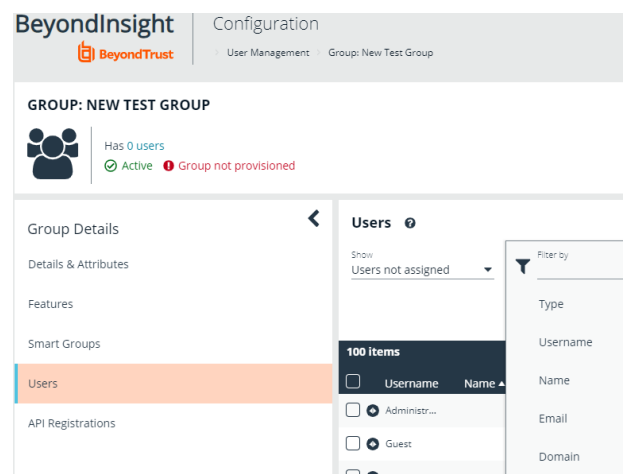 BeyondInsight
BeyondTrust
Configuration
User Management
Group: New Test Group
GROUP: NEW TEST GROUP
Has 0 users
Active
Group not provisioned
Group Details
Details & Attributes
Features
Smart Groups
Users
API Registrations
Users
Show
Users not assigned
Filter by
Type
Username
Name
Email
Domain
100 items
Username Name
Administr...
Guest